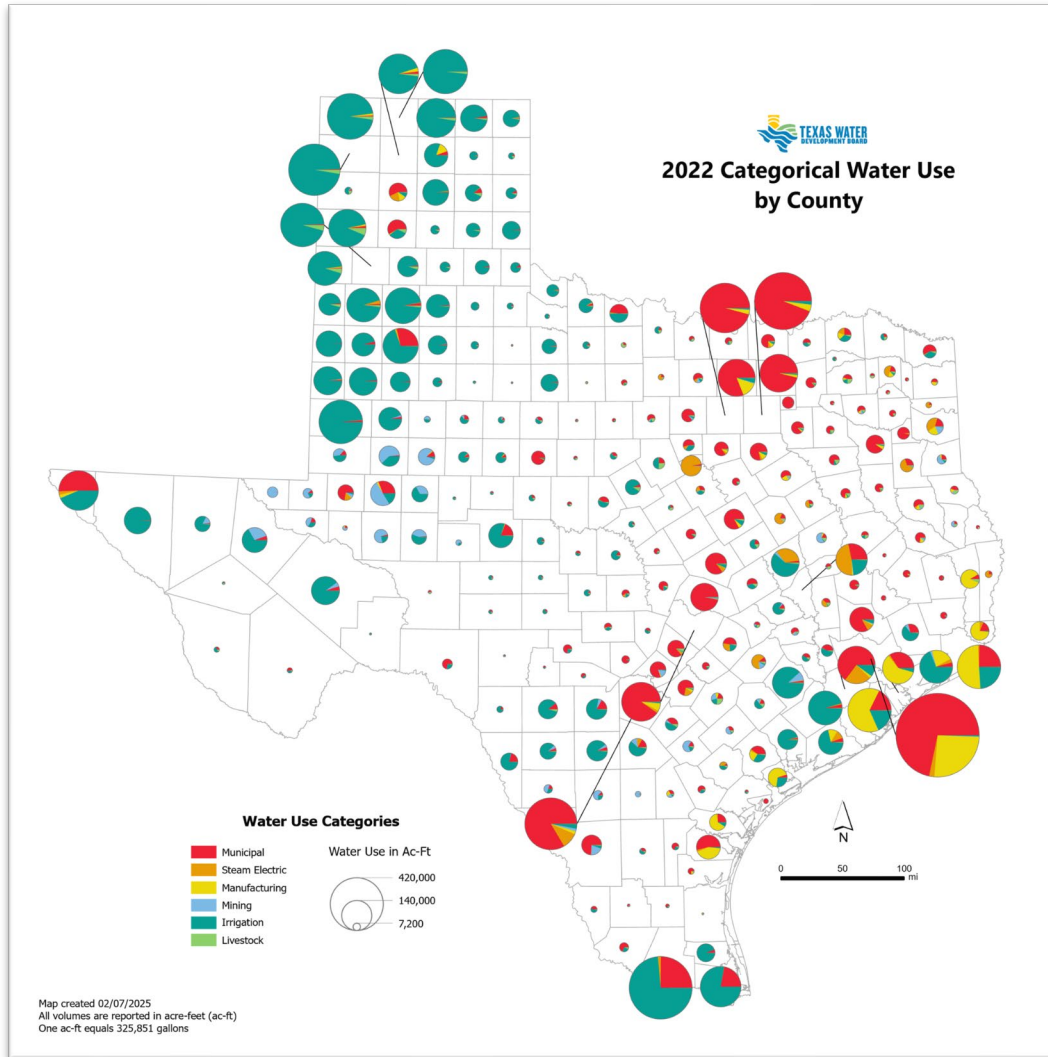 TEXAS WATER
DEVELOPMENT BOARD
2022 Categorical Water Use
by County
Water Use Categories
Municipal
Steam Electric
Manufacturing
Mining
Irrigation
Livestock
Water Use in Ac-Ft
420,000
140,000
7,200
N
0 50 100
mi
Map created 02/07/2025
All volumes are reported in acre-feet (ac-ft)
One ac-ft equals 325,851 gallons